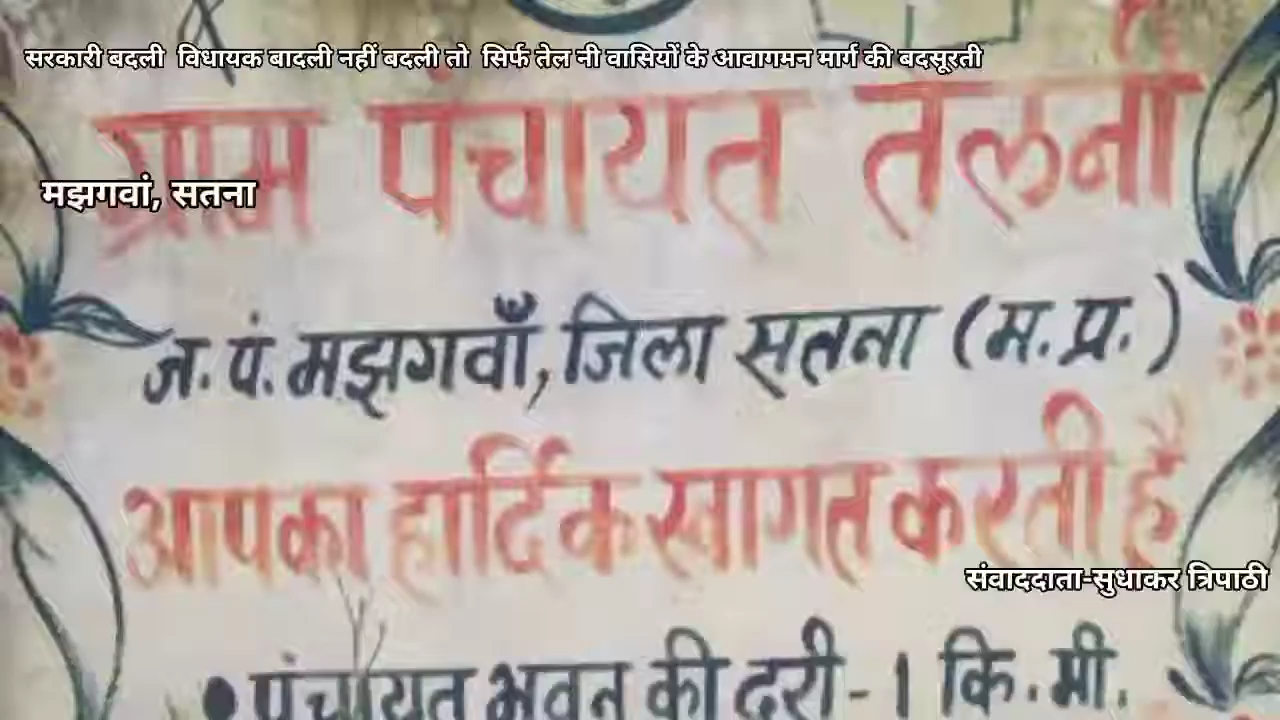 सरकारी बदली विधायक बादली नहीं बदली तो सिर्फ तेल नी वासियों के आवागमन मार्ग की बदसूरती
ग्राम पंचायत तेलनी
मझगवां, सतना
ज. पं. मझगवाँ, जिला सतना (म. प्र.)
आपका हार्दिक स्वागत करती है
संवाददाता-सुधाकर त्रिपाठी
• पंचायत भवन की दूरी - 1 कि. मी.